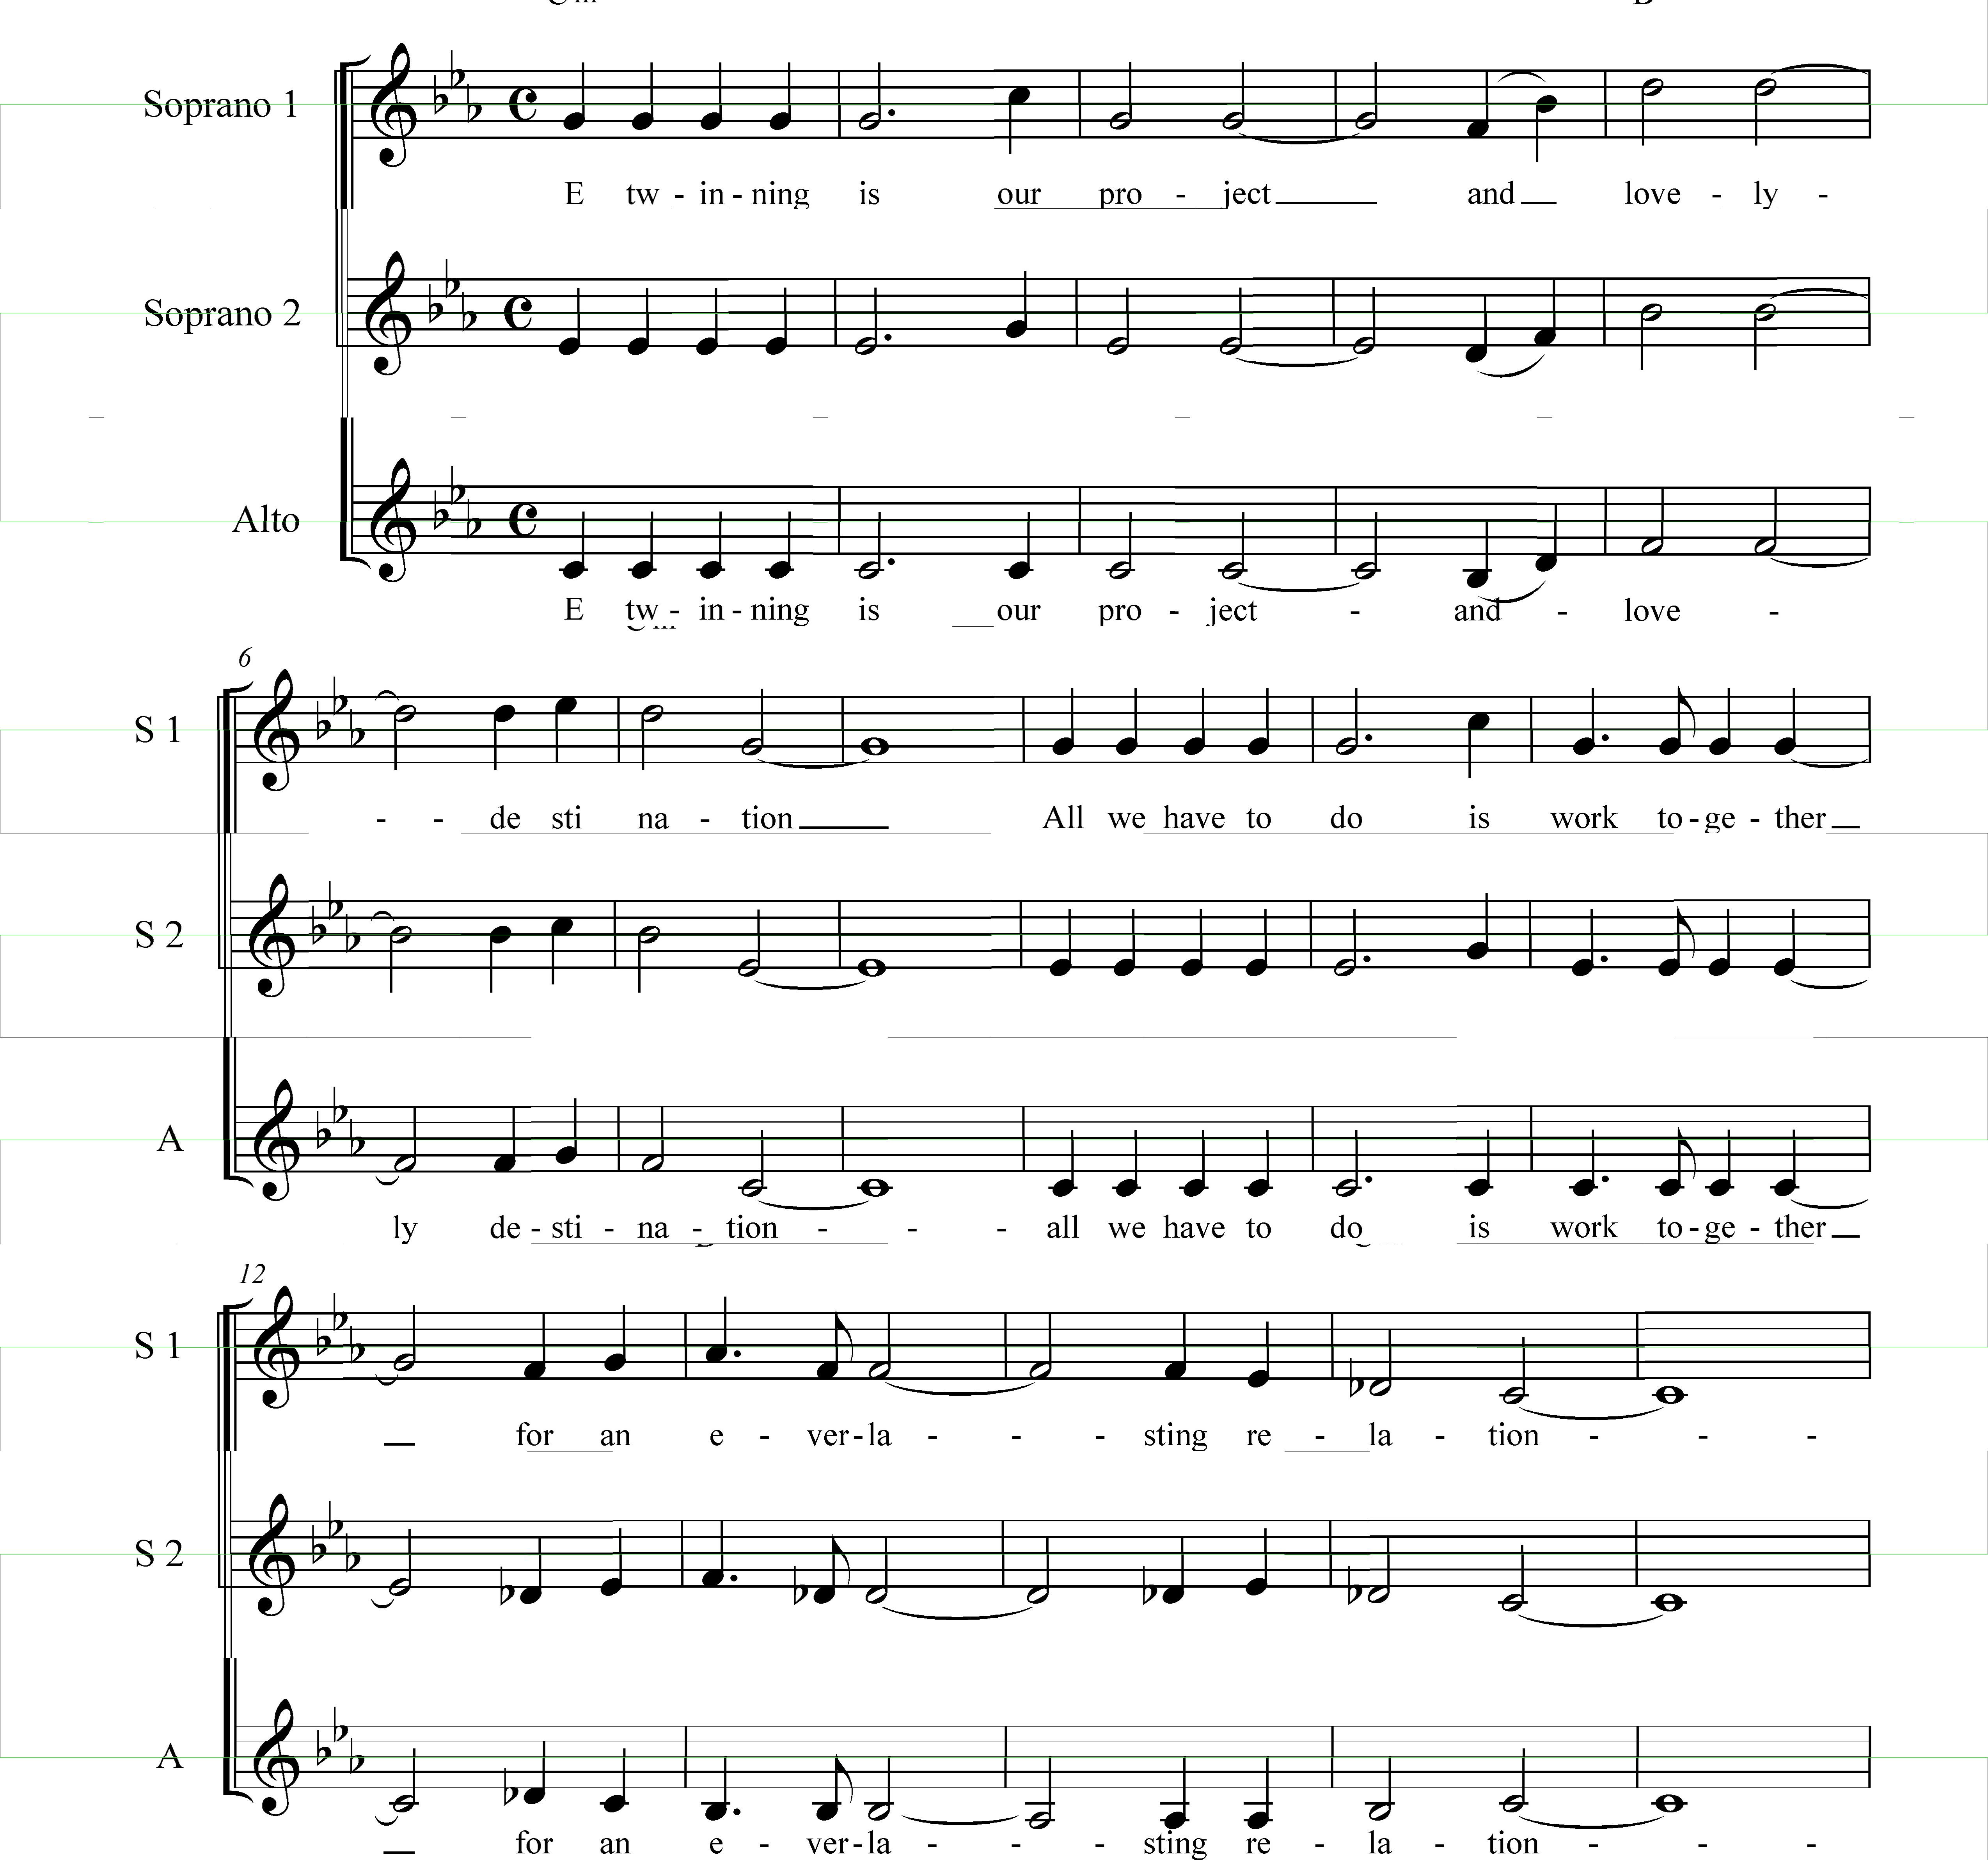 Soprano 1
E tw - in - ning is our pro - ject and love - ly -
Soprano 2
Alto
E tw - in - ning is our pro - ject - and - love -
6
S 1
- - de sti na - tion All we have to do is work to - ge - ther
S 2
A
ly de - sti - na - tion - - - all we have to do is work to - ge - ther
12
S 1
for an e - ver - la - - - sting re - la - tion - - -
S 2
A
for an e - ver - la - - - sting re - la - tion - - -